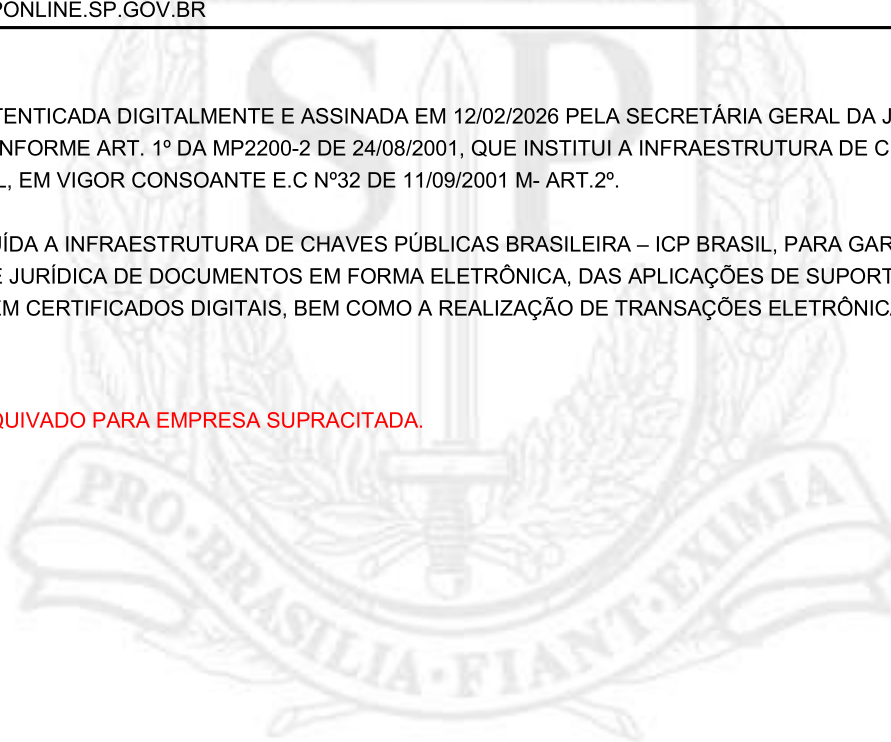 PONLINE.SP.GOV.BR
TENTICADA DIGITALMENTE E ASSINADA EM 12/02/2026 PELA SECRETÁRIA GERAL DA J
NFORME ART. 1º DA MP2200-2 DE 24/08/2001, QUE INSTITUI A INFRAESTRUTURA DE C
L, EM VIGOR CONSOANTE E.C Nº32 DE 11/09/2001 M- ART.2º.
UÍDA A INFRAESTRUTURA DE CHAVES PÚBLICAS BRASILEIRA – ICP BRASIL, PARA GAR
E JURÍDICA DE DOCUMENTOS EM FORMA ELETRÔNICA, DAS APLICAÇÕES DE SUPORT
EM CERTIFICADOS DIGITAIS, BEM COMO A REALIZAÇÃO DE TRANSAÇÕES ELETRÔNICA
QUIVADO PARA EMPRESA SUPRACITADA.
SP
PRO·BRASILIA·FIANT·EXIMIA